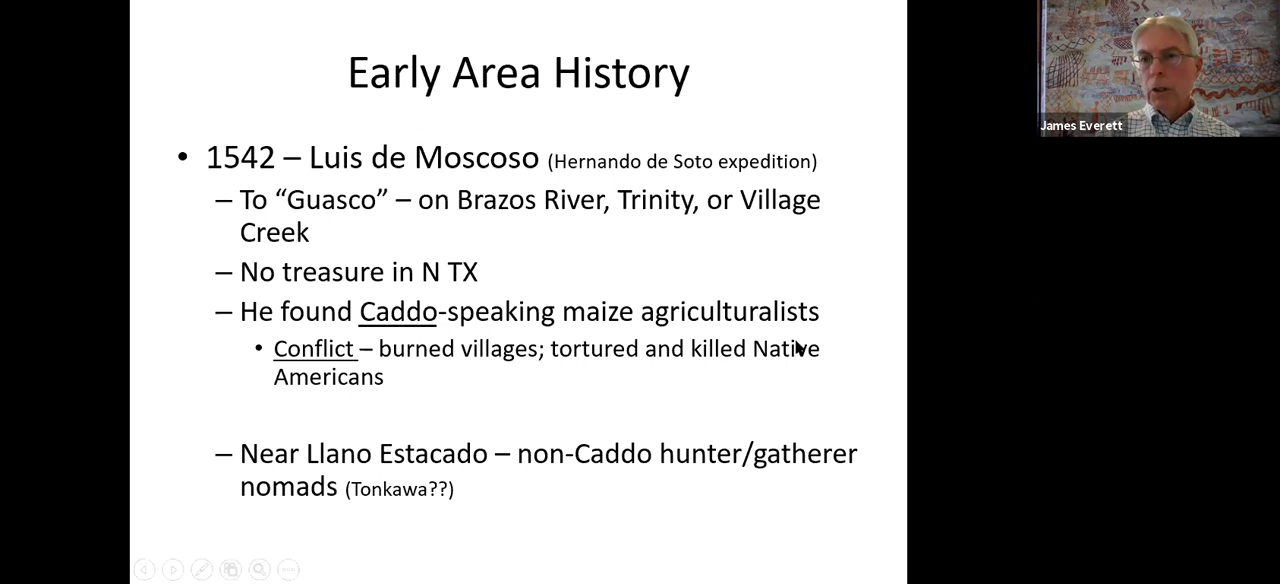 Early Area History
• 1542 – Luis de Moscoso (Hernando de Soto expedition)
– To “Guasco” – on Brazos River, Trinity, or Village
Creek
– No treasure in N TX
– He found Caddo-speaking maize agriculturalists
• Conflict – burned villages; tortured and killed Native
Americans
– Near Llano Estacado – non-Caddo hunter/gatherer
nomads (Tonkawa??)
James Everett